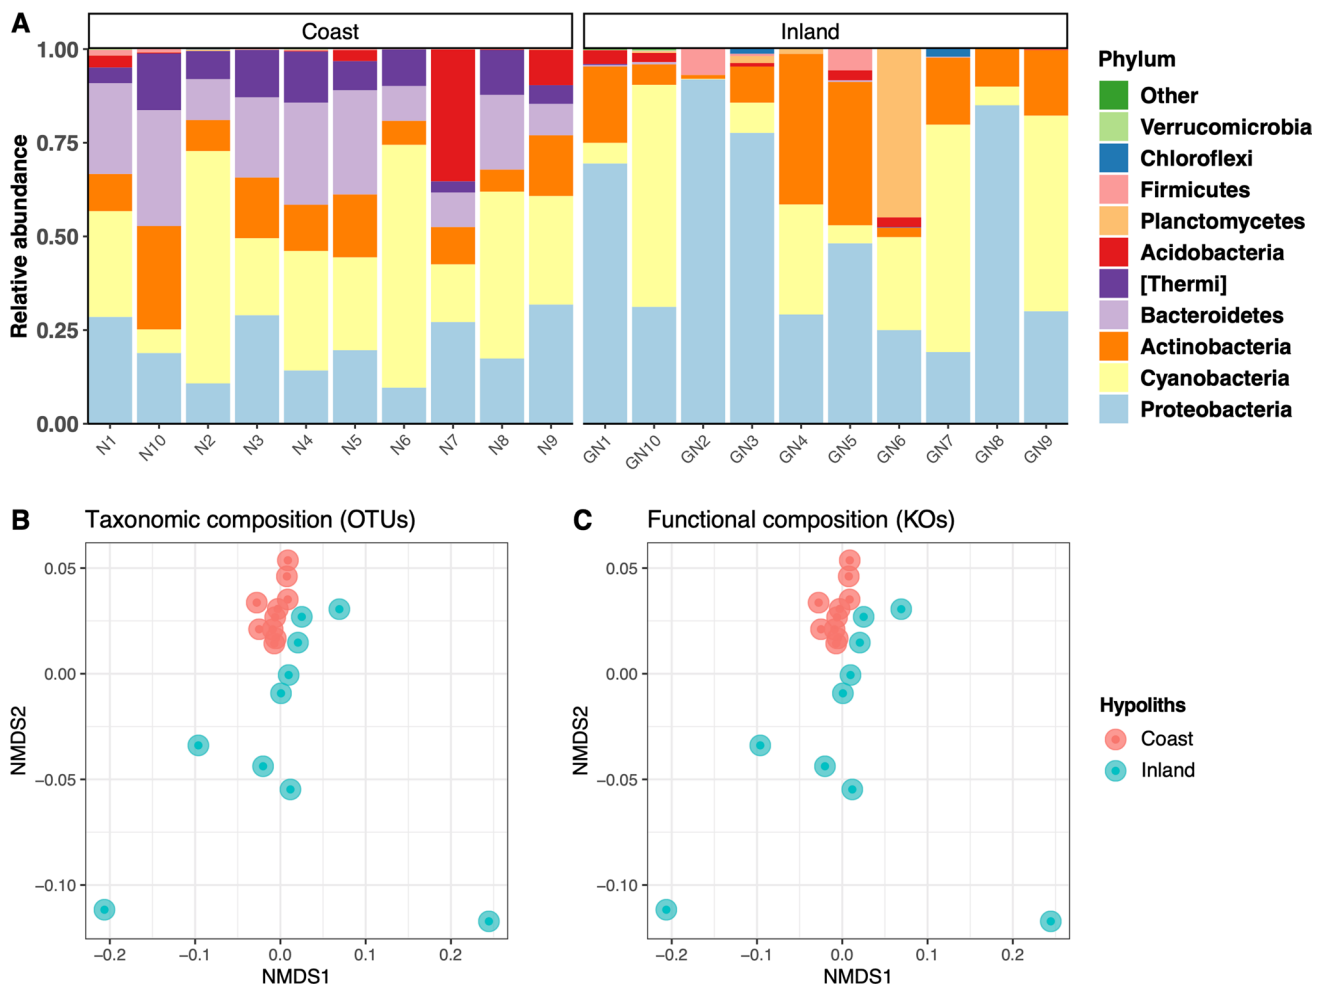 A
Coast
Inland
Relative abundance
1.00
0.75
0.50
0.25
0.00
N1 N10 N2 N3 N4 N5 N6 N7 N8 N9
GN1 GN10 GN2 GN3 GN4 GN5 GN6 GN7 GN8 GN9
Phylum
Other
Verrucomicrobia
Chloroflexi
Firmicutes
Planctomycetes
Acidobacteria
[Thermi]
Bacteroidetes
Actinobacteria
Cyanobacteria
Proteobacteria
B
Taxonomic composition (OTUs)
NMDS2
0.05
0.00
−0.05
−0.10
−0.2 −0.1 0.0 0.1 0.2
NMDS1
C
Functional composition (KOs)
NMDS2
0.05
0.00
−0.05
−0.10
−0.2 −0.1 0.0 0.1 0.2
NMDS1
Hypoliths
Coast
Inland